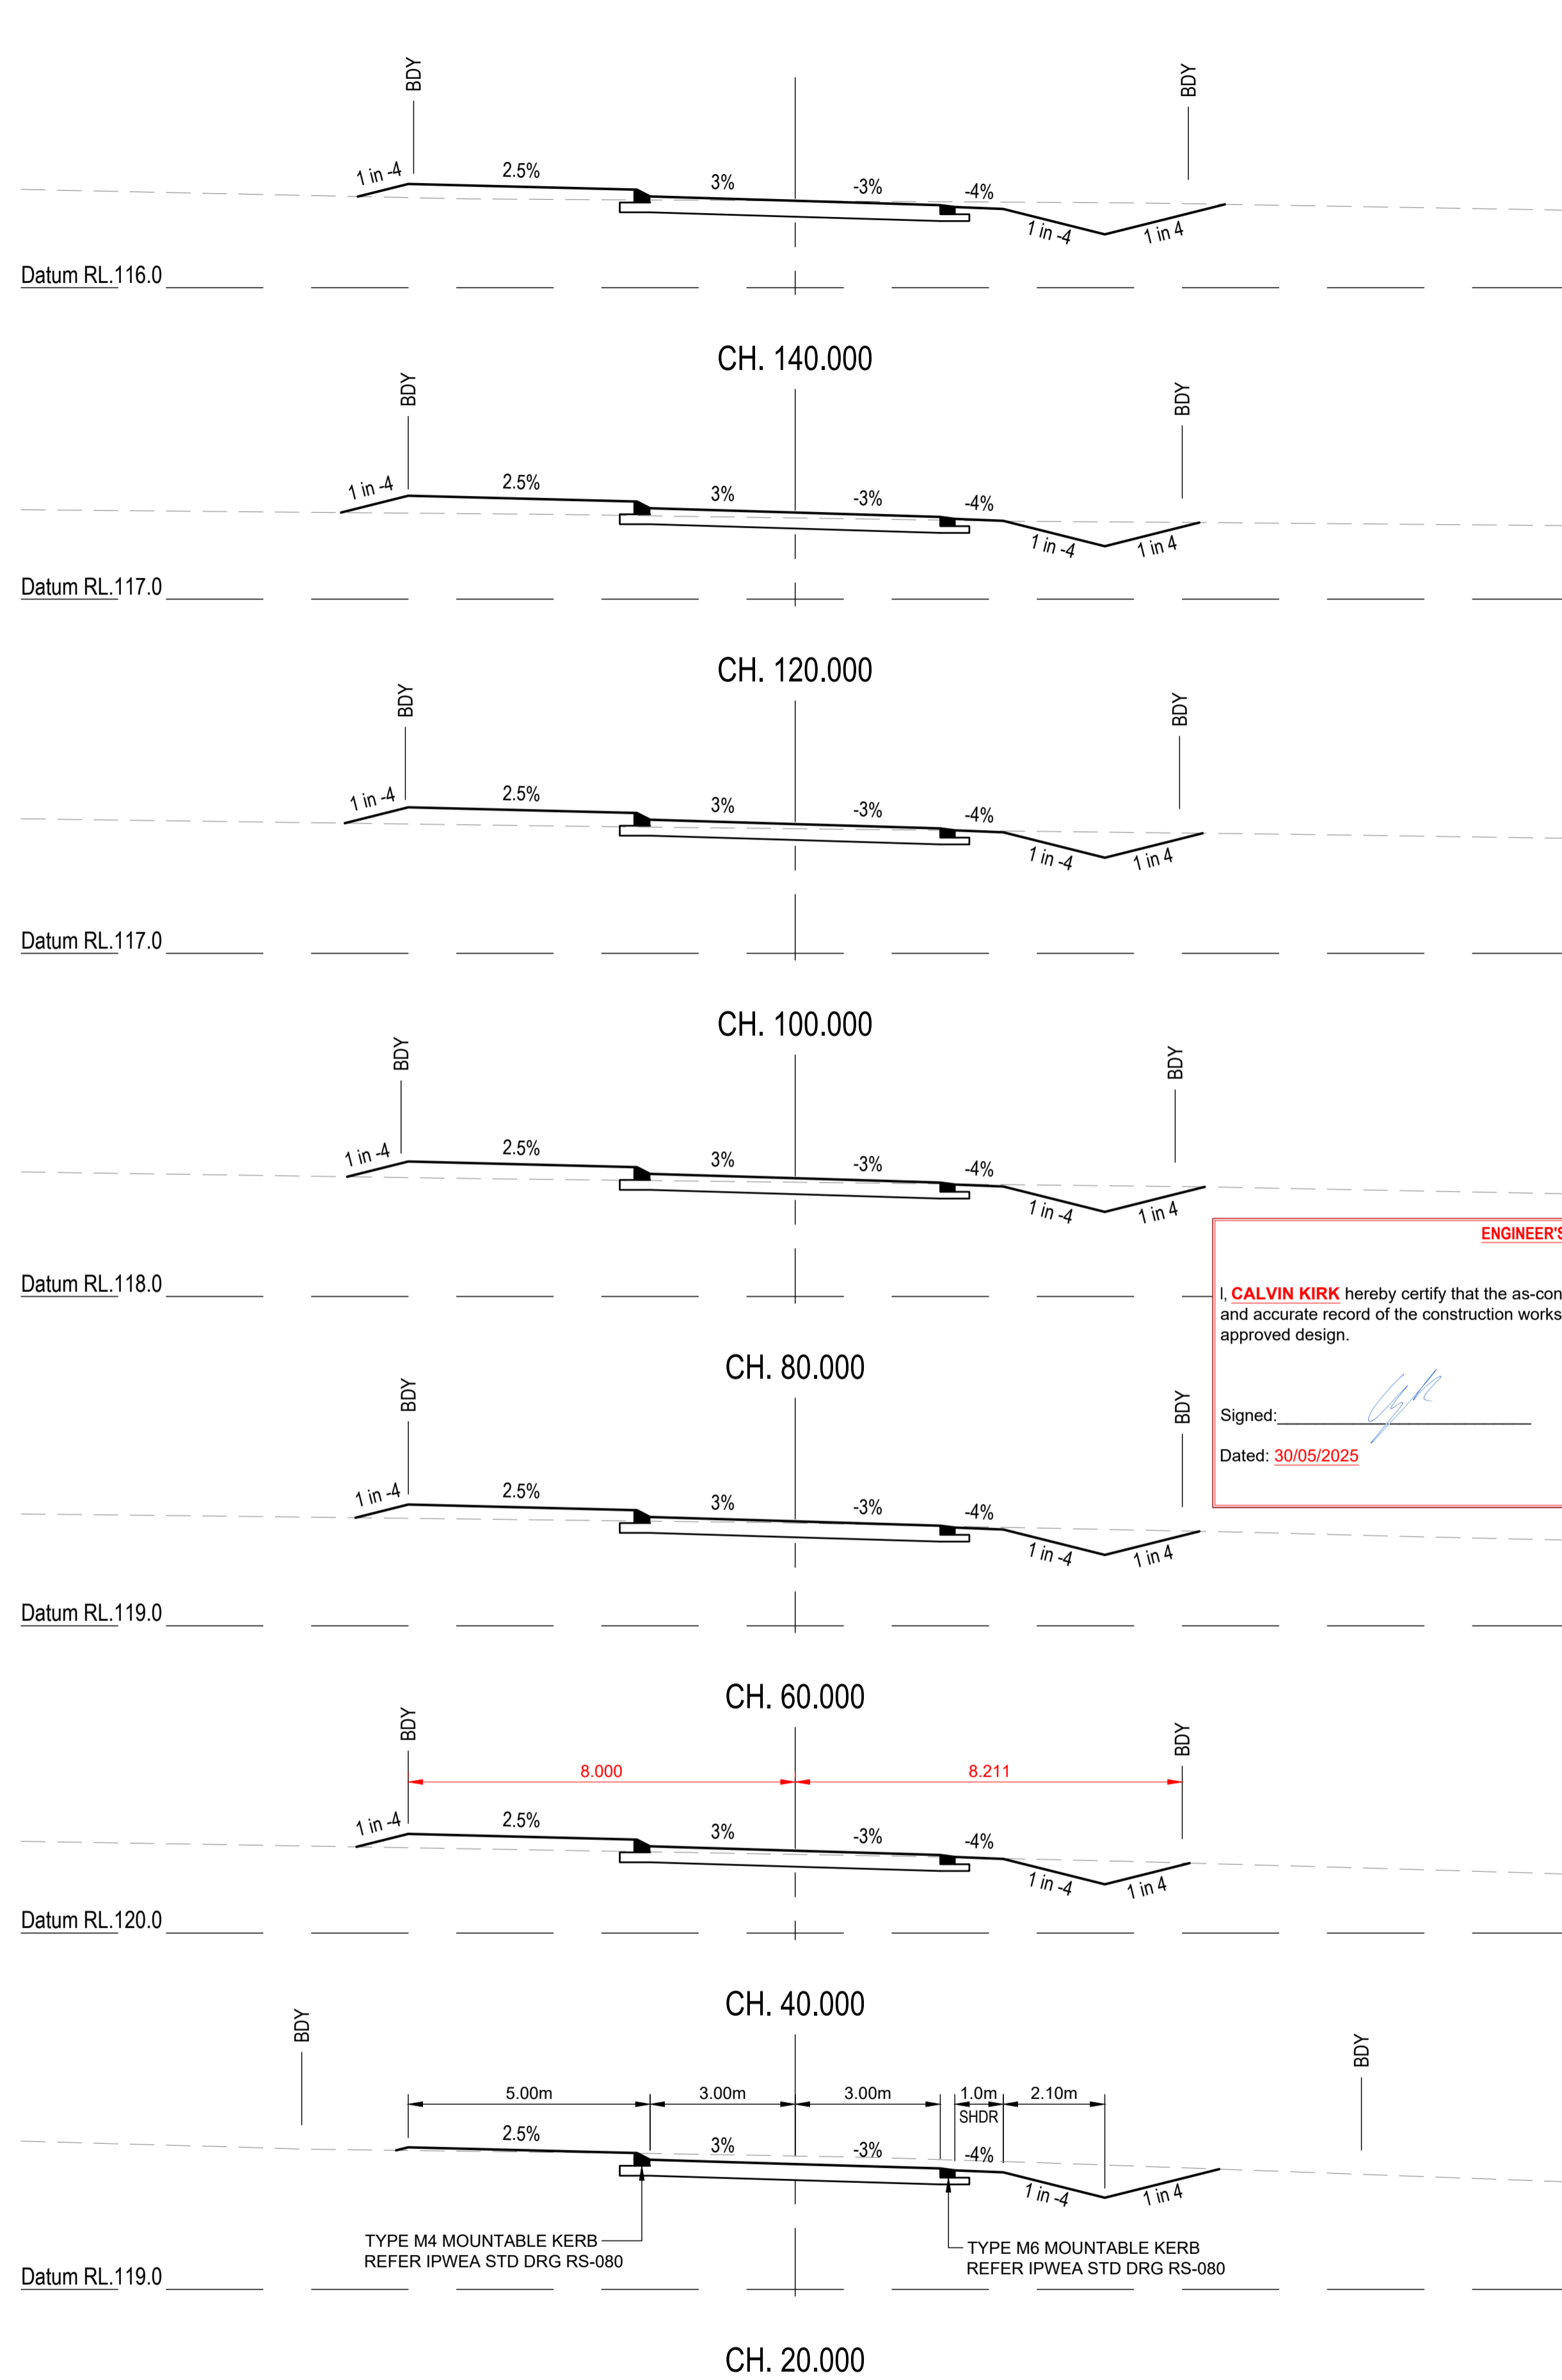 BDY
BDY
1 in -4
2.5%
3%
-3%
-4%
1 in -4
1 in 4
Datum RL.116.0
CH. 140.000
BDY
BDY
1 in -4
2.5%
3%
-3%
-4%
1 in -4
1 in 4
Datum RL.117.0
CH. 120.000
BDY
BDY
1 in -4
2.5%
3%
-3%
-4%
1 in -4
1 in 4
Datum RL.117.0
CH. 100.000
BDY
BDY
1 in -4
2.5%
3%
-3%
-4%
1 in -4
1 in 4
Datum RL.118.0
CH. 80.000
ENGINEER'S
I, CALVIN KIRK hereby certify that the as-con
and accurate record of the construction works
approved design.
Signed:
Dated: 30/05/2025
BDY
BDY
1 in -4
2.5%
3%
-3%
-4%
1 in -4
1 in 4
Datum RL.119.0
CH. 60.000
BDY
BDY
8.000
8.211
1 in -4
2.5%
3%
-3%
-4%
1 in -4
1 in 4
Datum RL.120.0
CH. 40.000
BDY
BDY
5.00m
3.00m
3.00m
1.0m
SHDR
2.10m
2.5%
3%
-3%
-4%
1 in -4
1 in 4
TYPE M4 MOUNTABLE KERB
REFER IPWEA STD DRG RS-080
TYPE M6 MOUNTABLE KERB
REFER IPWEA STD DRG RS-080
Datum RL.119.0
CH. 20.000